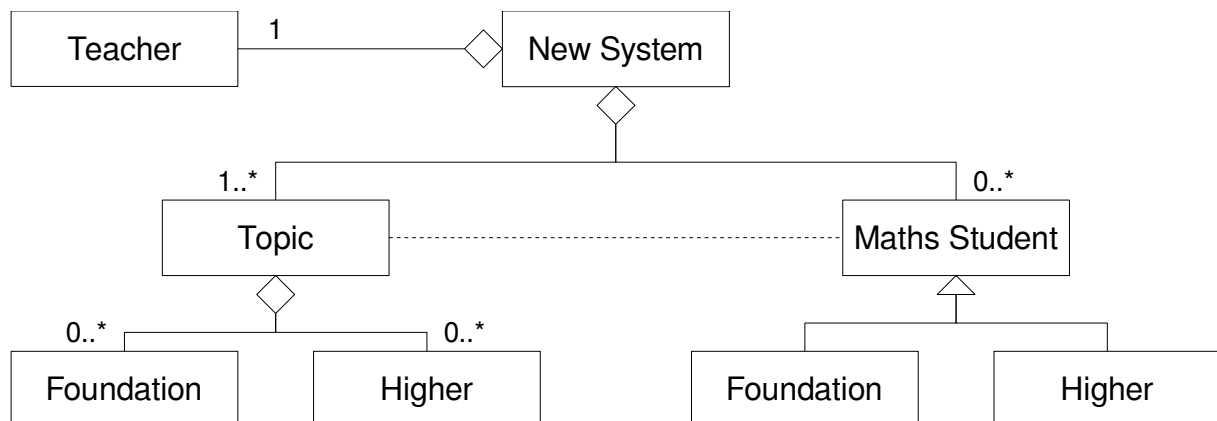 Teacher
1
New System
1..*
0..*
Topic
Maths Student
0..*
0..*
Foundation
Higher
Foundation
Higher